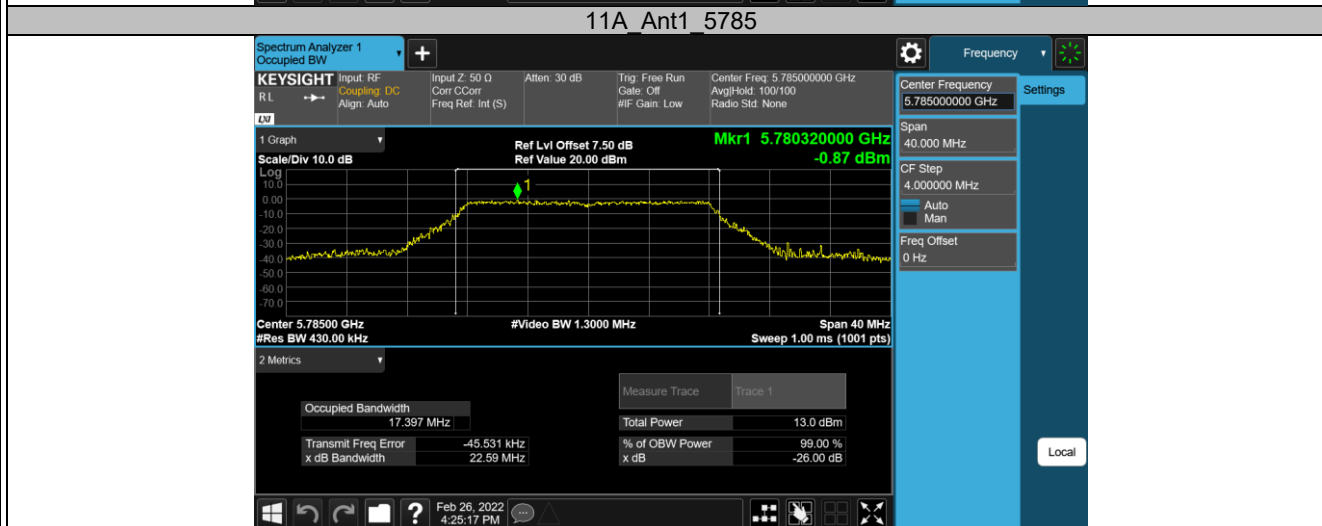 11A_Ant1_5785
Spectrum Analyzer 1
Occupied BW
Frequency
KEYSIGHT
RL
LXI
Input: RF
Coupling: DC
Align: Auto
Input Z: 50 Ω
Corr CCorr
Freq Ref: Int (S)
Atten: 30 dB
Trig: Free Run
Gate: Off
#IF Gain: Low
Center Freq: 5.785000000 GHz
Avg|Hold: 100/100
Radio Std: None
Center Frequency
5.785000000 GHz
Settings
Span
40.000 MHz
CF Step
4.000000 MHz
Auto
Man
Freq Offset
0 Hz
1 Graph
Scale/Div 10.0 dB
Ref Lvl Offset 7.50 dB
Ref Value 20.00 dBm
Mkr1 5.780320000 GHz
-0.87 dBm
Log
10.0
0.00
-10.0
-20.0
-30.0
-40.0
-50.0
-60.0
-70.0
1
Center 5.78500 GHz
#Res BW 430.00 kHz
#Video BW 1.3000 MHz
Span 40 MHz
Sweep 1.00 ms (1001 pts)
2 Metrics
Measure Trace
Trace 1
Occupied Bandwidth
17.397 MHz
Total Power
13.0 dBm
Transmit Freq Error
-45.531 kHz
% of OBW Power
99.00 %
x dB Bandwidth
22.59 MHz
x dB
-26.00 dB
Local
?
Feb 26, 2022
4:25:17 PM